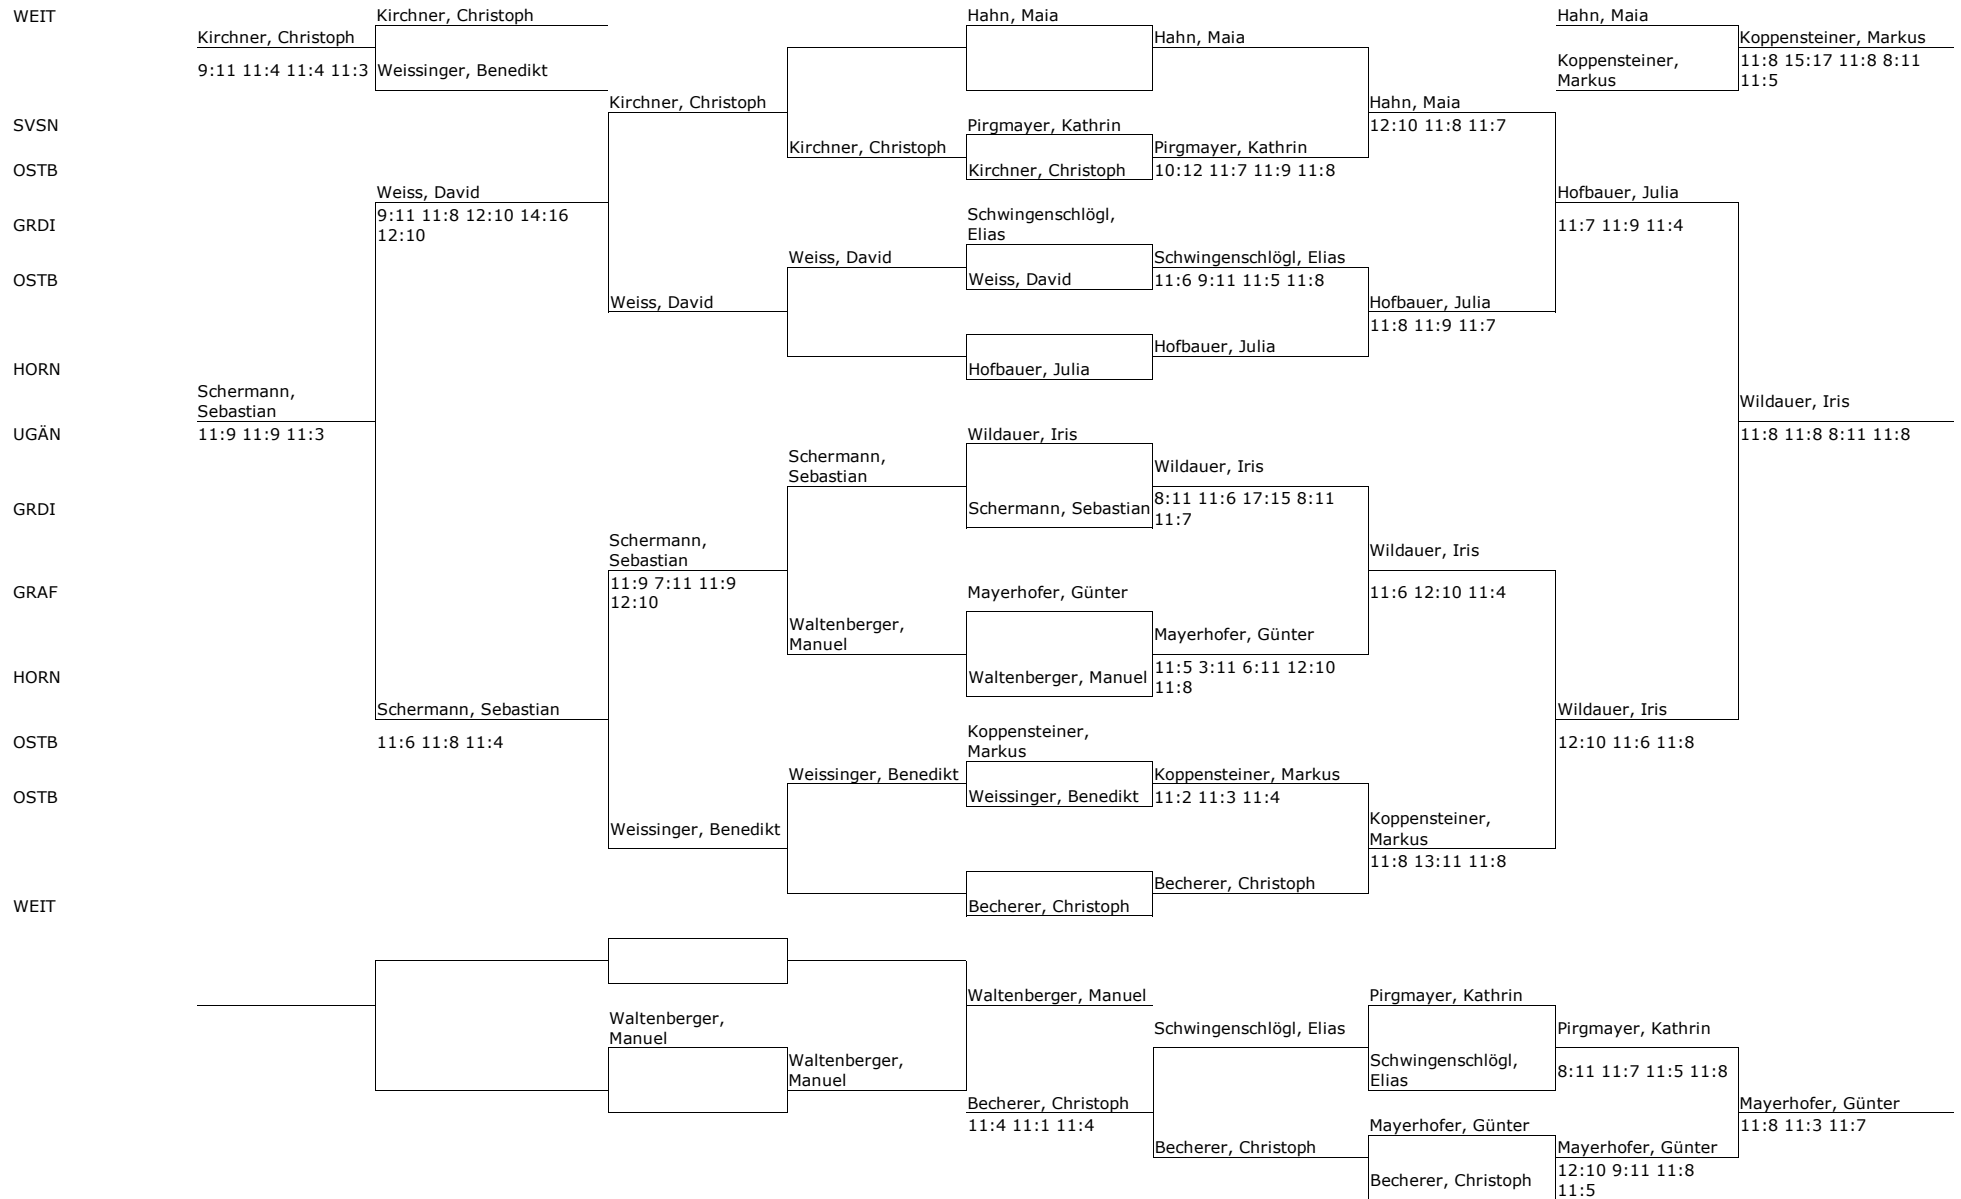 WEIT
Kirchner, Christoph
Hahn, Maia
Hahn, Maia
Kirchner, Christoph
Hahn, Maia
Koppensteiner, Markus
9:11 11:4 11:4 11:3
Weissinger, Benedikt
Koppensteiner,
Markus
11:8 15:17 11:8 8:11
11:5
Kirchner, Christoph
Hahn, Maia
SVSN
Pirgmayer, Kathrin
12:10 11:8 11:7
Kirchner, Christoph
Pirgmayer, Kathrin
OSTB
Kirchner, Christoph
10:12 11:7 11:9 11:8
Weiss, David
Hofbauer, Julia
9:11 11:8 12:10 14:16
12:10
GRDI
Schwingenschlögl,
Elias
11:7 11:9 11:4
Weiss, David
Schwingenschlögl, Elias
OSTB
Weiss, David
11:6 9:11 11:5 11:8
Weiss, David
Hofbauer, Julia
11:8 11:9 11:7
Hofbauer, Julia
HORN
Hofbauer, Julia
Schermann,
Sebastian
Wildauer, Iris
UGÄN
11:9 11:9 11:3
Wildauer, Iris
11:8 11:8 8:11 11:8
Schermann,
Sebastian
Wildauer, Iris
GRDI
Schermann, Sebastian
8:11 11:6 17:15 8:11
11:7
Schermann,
Sebastian
Wildauer, Iris
11:9 7:11 11:9
12:10
GRAF
Mayerhofer, Günter
11:6 12:10 11:4
Waltenberger,
Manuel
Mayerhofer, Günter
HORN
Waltenberger, Manuel
11:5 3:11 6:11 12:10
11:8
Schermann, Sebastian
Wildauer, Iris
OSTB
11:6 11:8 11:4
Koppensteiner,
Markus
12:10 11:6 11:8
Weissinger, Benedikt
Koppensteiner, Markus
OSTB
Weissinger, Benedikt
11:2 11:3 11:4
Weissinger, Benedikt
Koppensteiner,
Markus
11:8 13:11 11:8
Becherer, Christoph
WEIT
Becherer, Christoph
Waltenberger, Manuel
Pirgmayer, Kathrin
Waltenberger,
Manuel
Schwingenschlögl, Elias
Pirgmayer, Kathrin
Waltenberger,
Manuel
Schwingenschlögl,
Elias
8:11 11:7 11:5 11:8
Becherer, Christoph
Mayerhofer, Günter
11:4 11:1 11:4
Mayerhofer, Günter
11:8 11:3 11:7
Becherer, Christoph
Mayerhofer, Günter
Becherer, Christoph
12:10 9:11 11:8
11:5